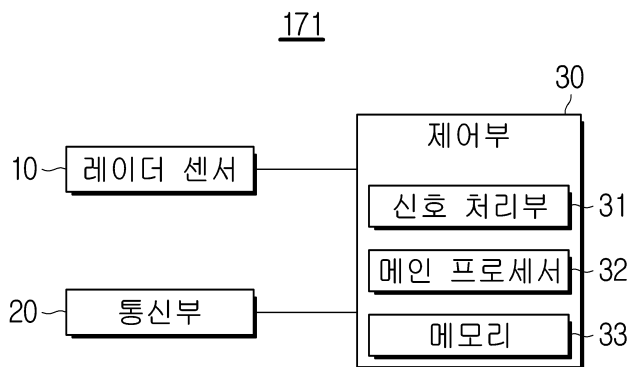 171
30
제어부
10 레이더 센서
신호 처리부 31
메인 프로세서 32
20 통신부
메모리 33